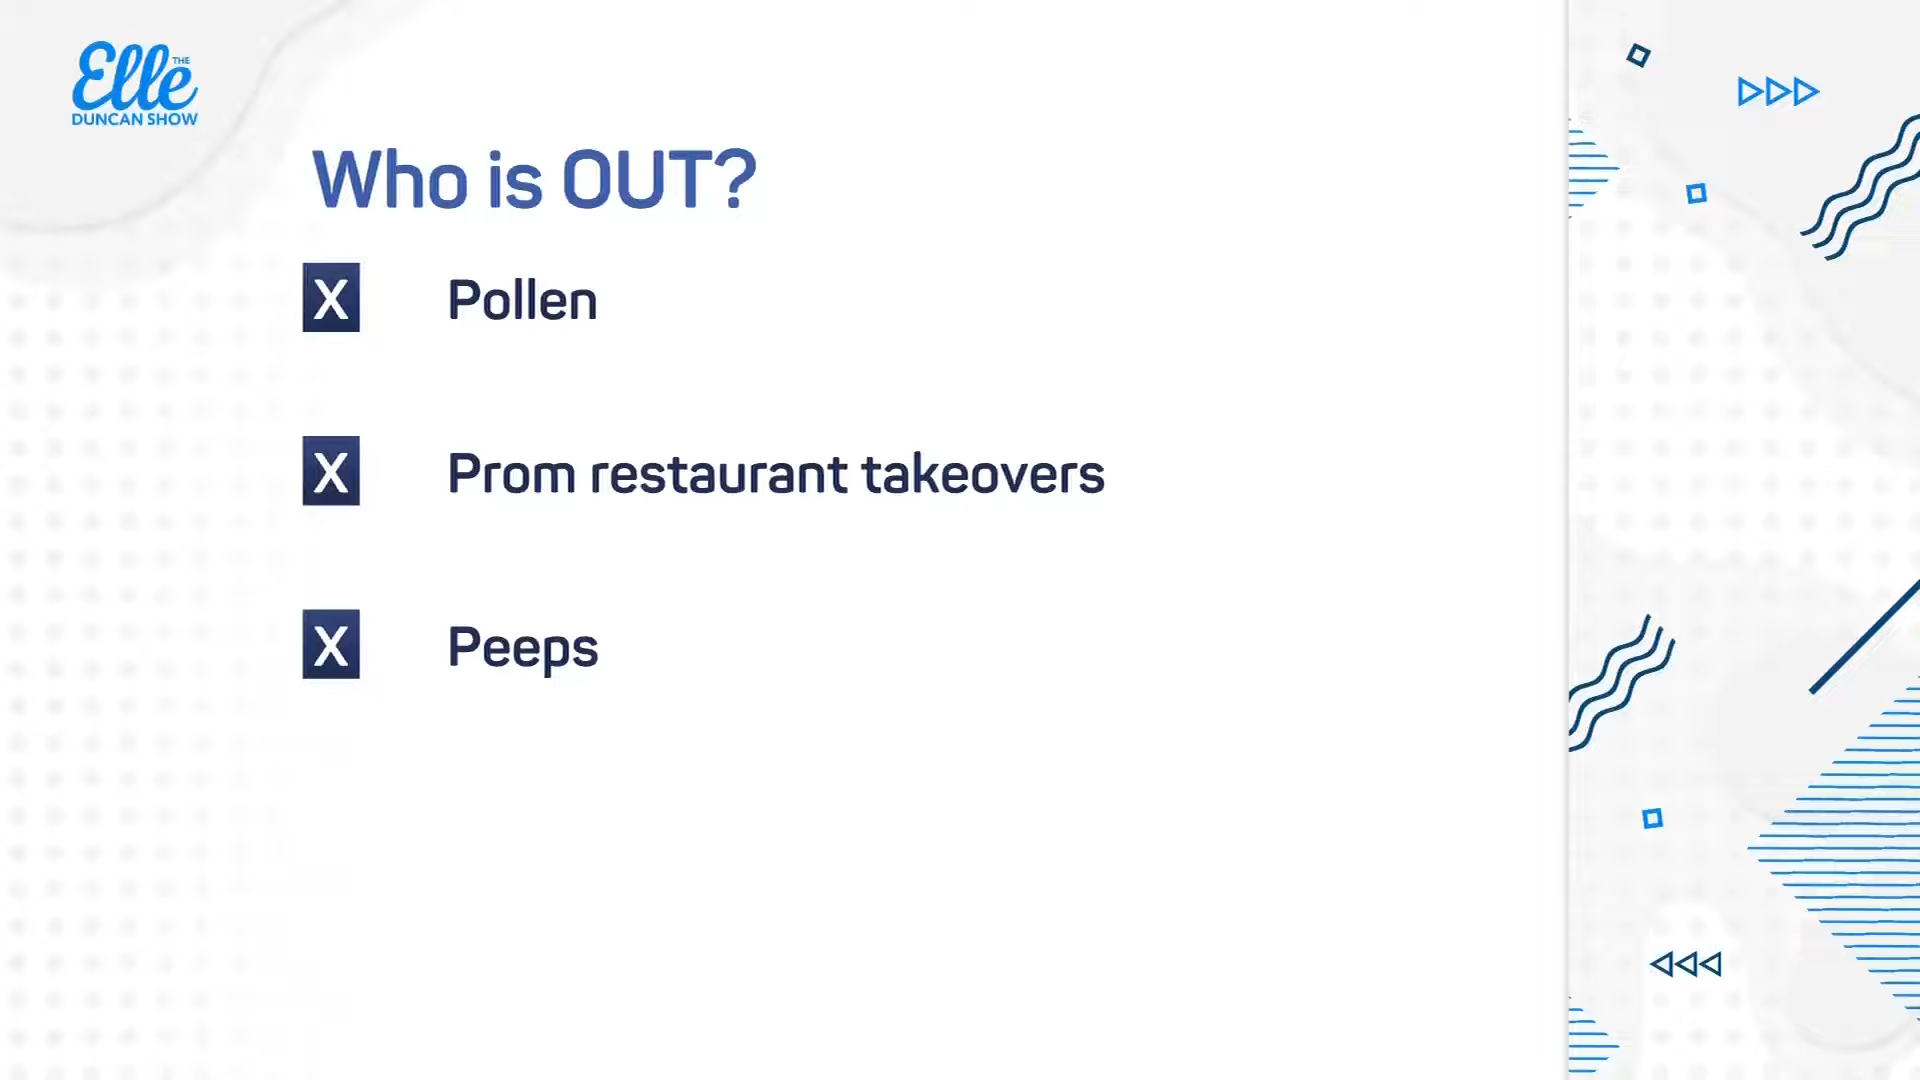 Elle
THE
DUNCAN SHOW
Who is OUT?
X Pollen
X Prom restaurant takeovers
X Peeps